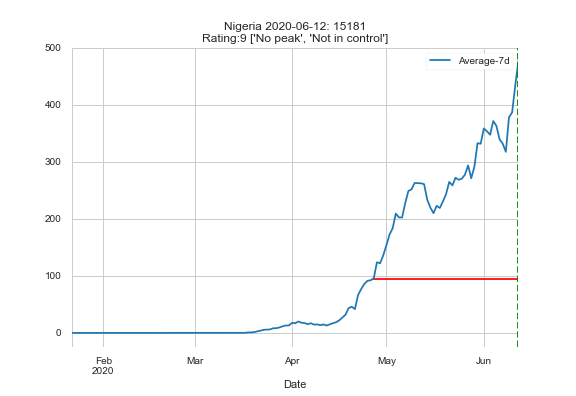 Nigeria 2020-06-12: 15181
Rating:9 ['No peak', 'Not in control']
500
Average-7d
400
300
200
100
0
Feb Mar Apr May Jun
2020
Date